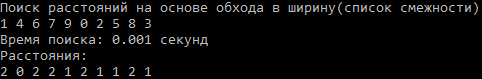 Поиск расстояний на основе обхода в ширину(список смежности)
1 4 6 7 9 0 2 5 8 3
Время поиска: 0.001 секунд
Расстояния:
2 0 2 2 1 2 1 1 2 1